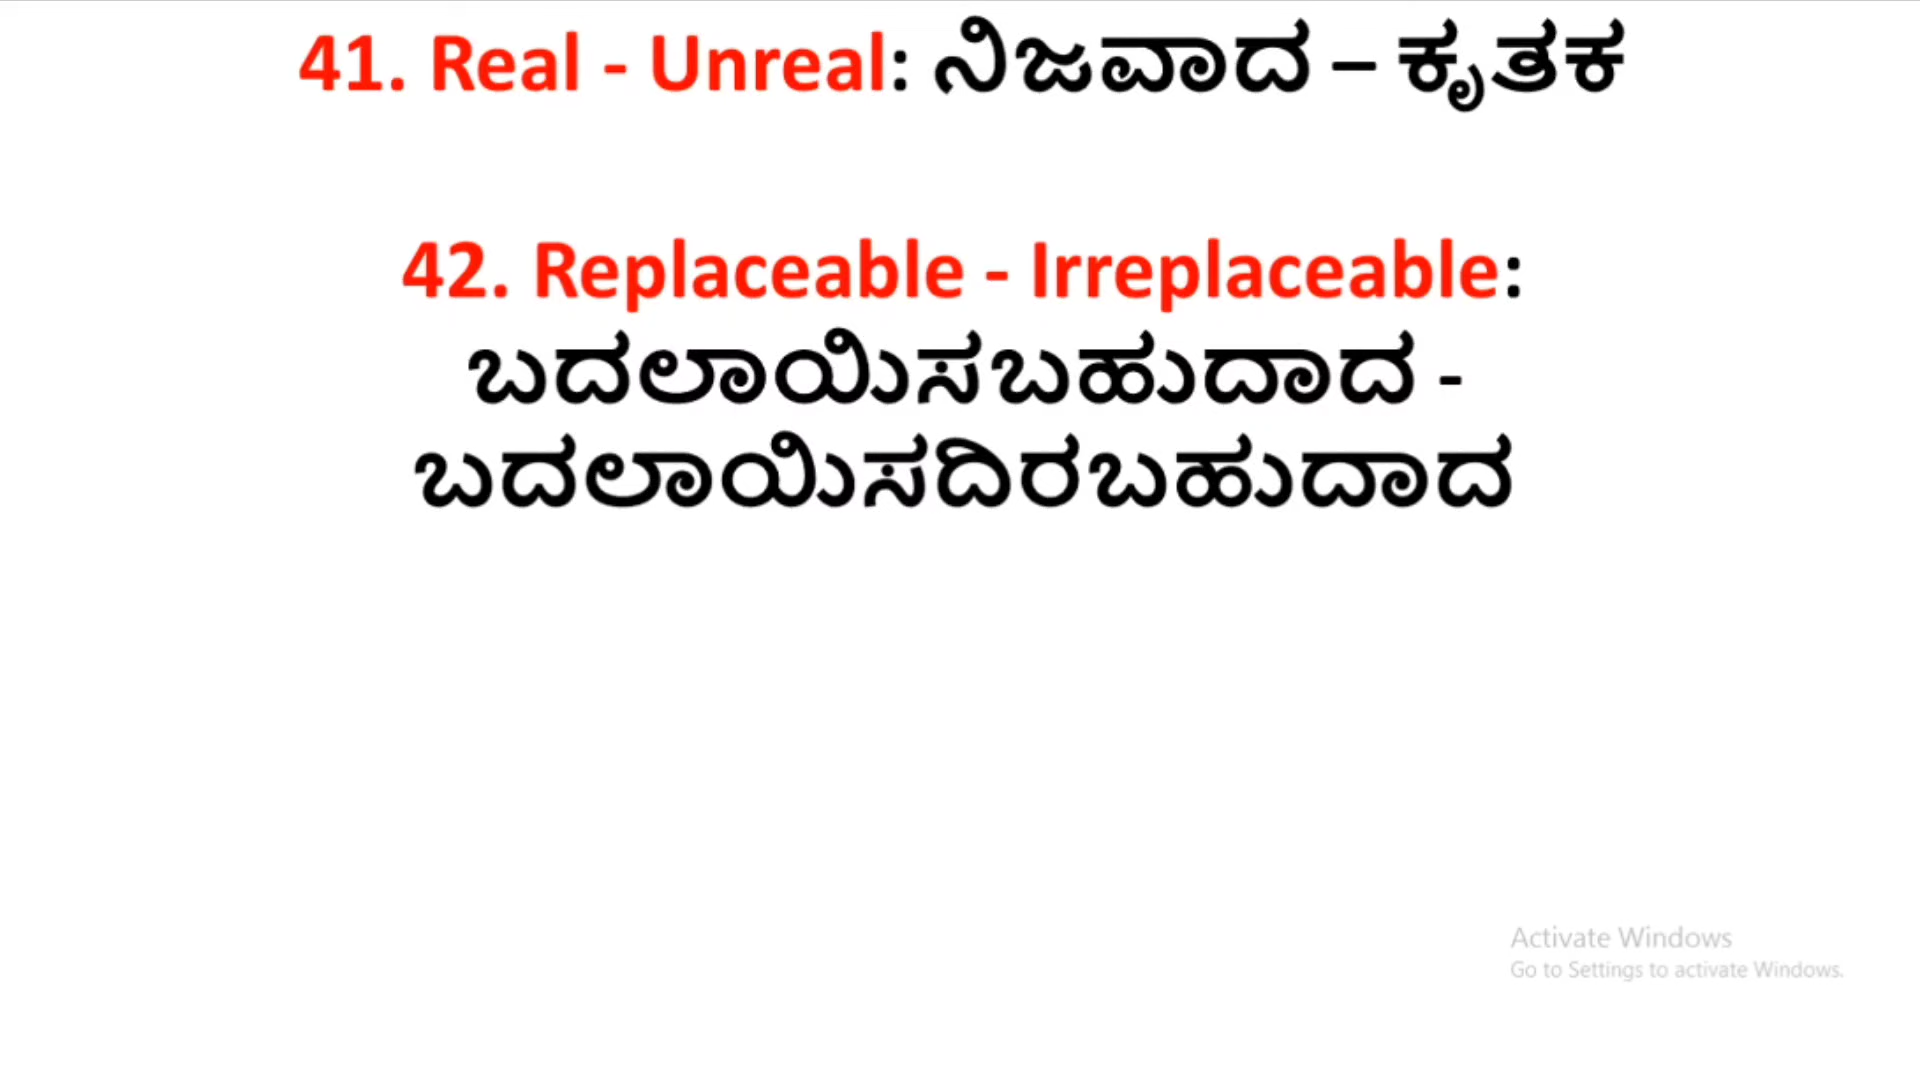 41. Real - Unreal: ನಿಜವಾದ – ಕೃತಕ
42. Replaceable - Irreplaceable:
ಬದಲಾಯಿಸಬಹುದಾದ -
ಬದಲಾಯಿಸದಿರಬಹುದಾದ
Activate Windows
Go to Settings to activate Windows.